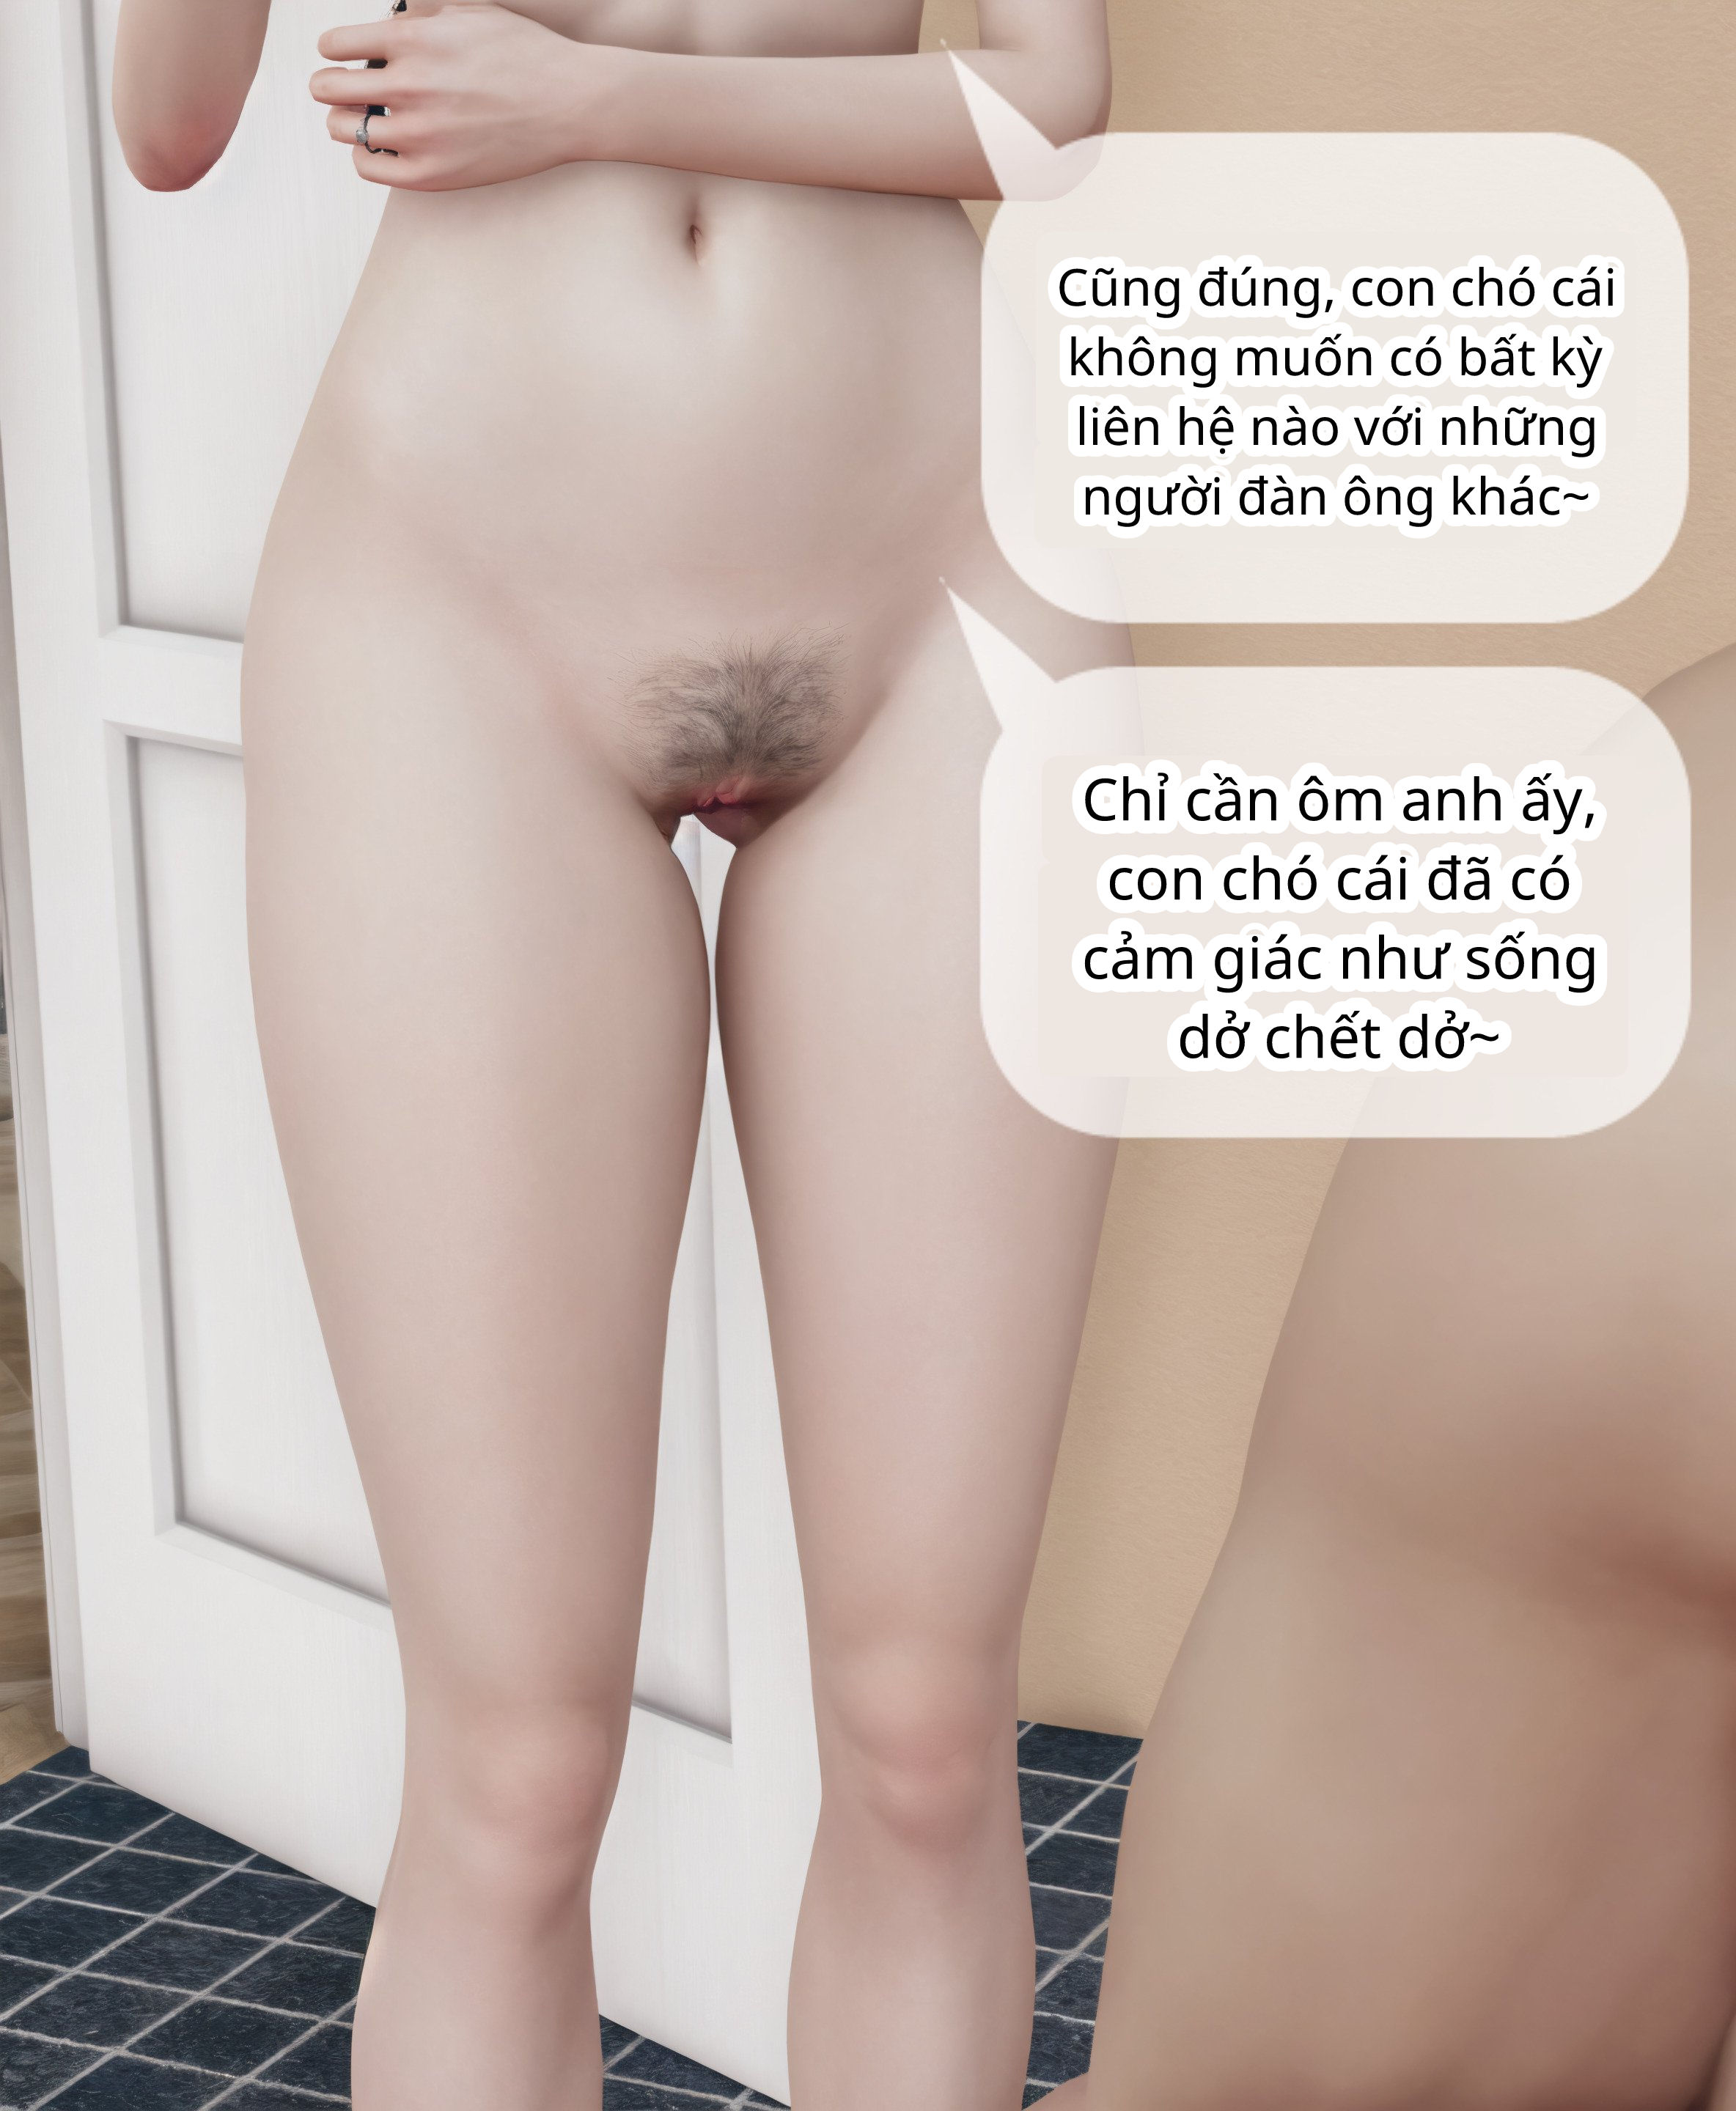 Cũng đúng, con chó cái
không muốn có bất kỳ
liên hệ nào với những
người đàn ông khác~
Chỉ cần ôm anh ấy,
con chó cái đã có
cảm giác như sống
dở chết dở~